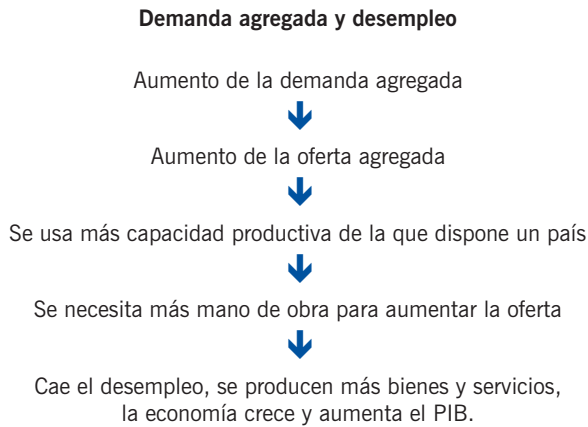 Demanda agregada y desempleo
Aumento de la demanda agregada
Aumento de la oferta agregada
Se usa más capacidad productiva de la que dispone un país
Se necesita más mano de obra para aumentar la oferta
Cae el desempleo, se producen más bienes y servicios,
la economía crece y aumenta el PIB.